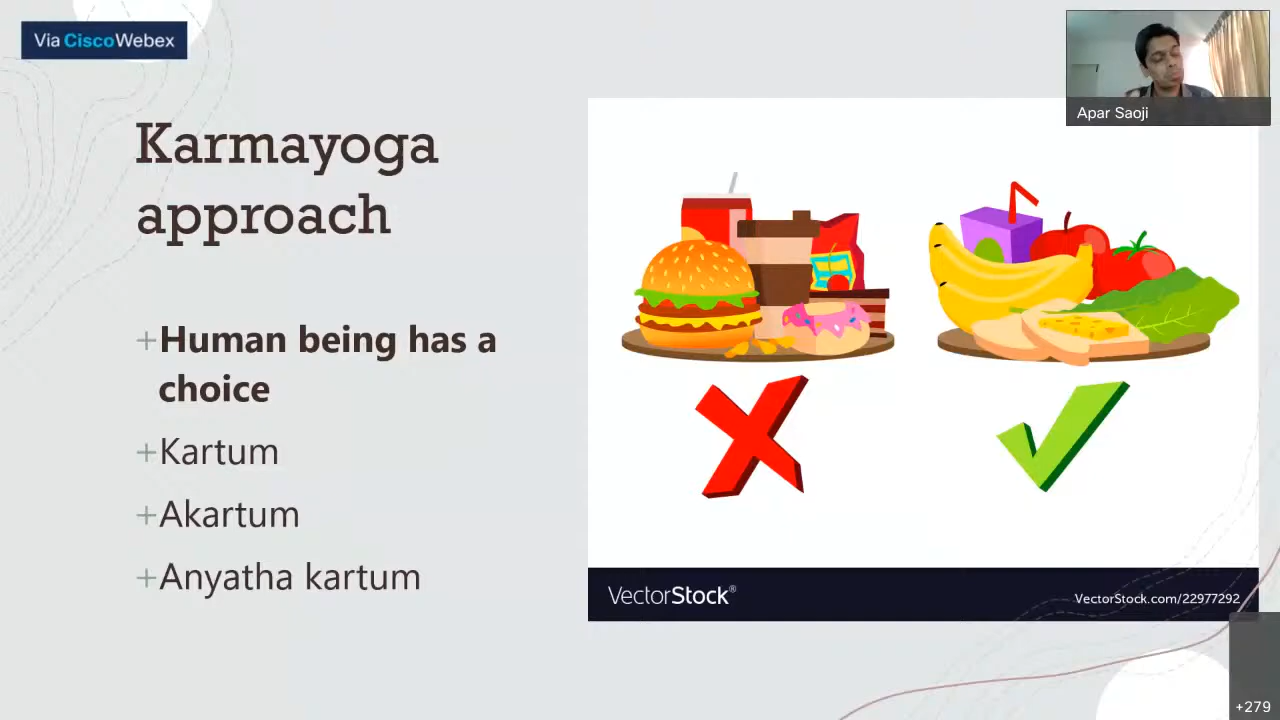 Via CiscoWebex
Apar Saoji
Karmayoga
approach
+Human being has a
choice
+Kartum
+Akartum
+Anyatha kartum
VectorStock®
VectorStock.com/22977292
+279